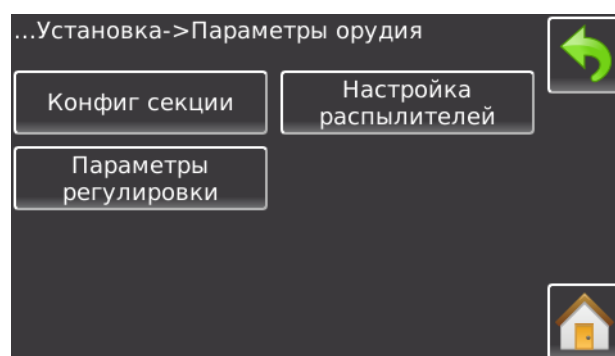 ...Установка->Параметры орудия
Конфиг секции
Настройка
распылителей
Параметры
регулировки